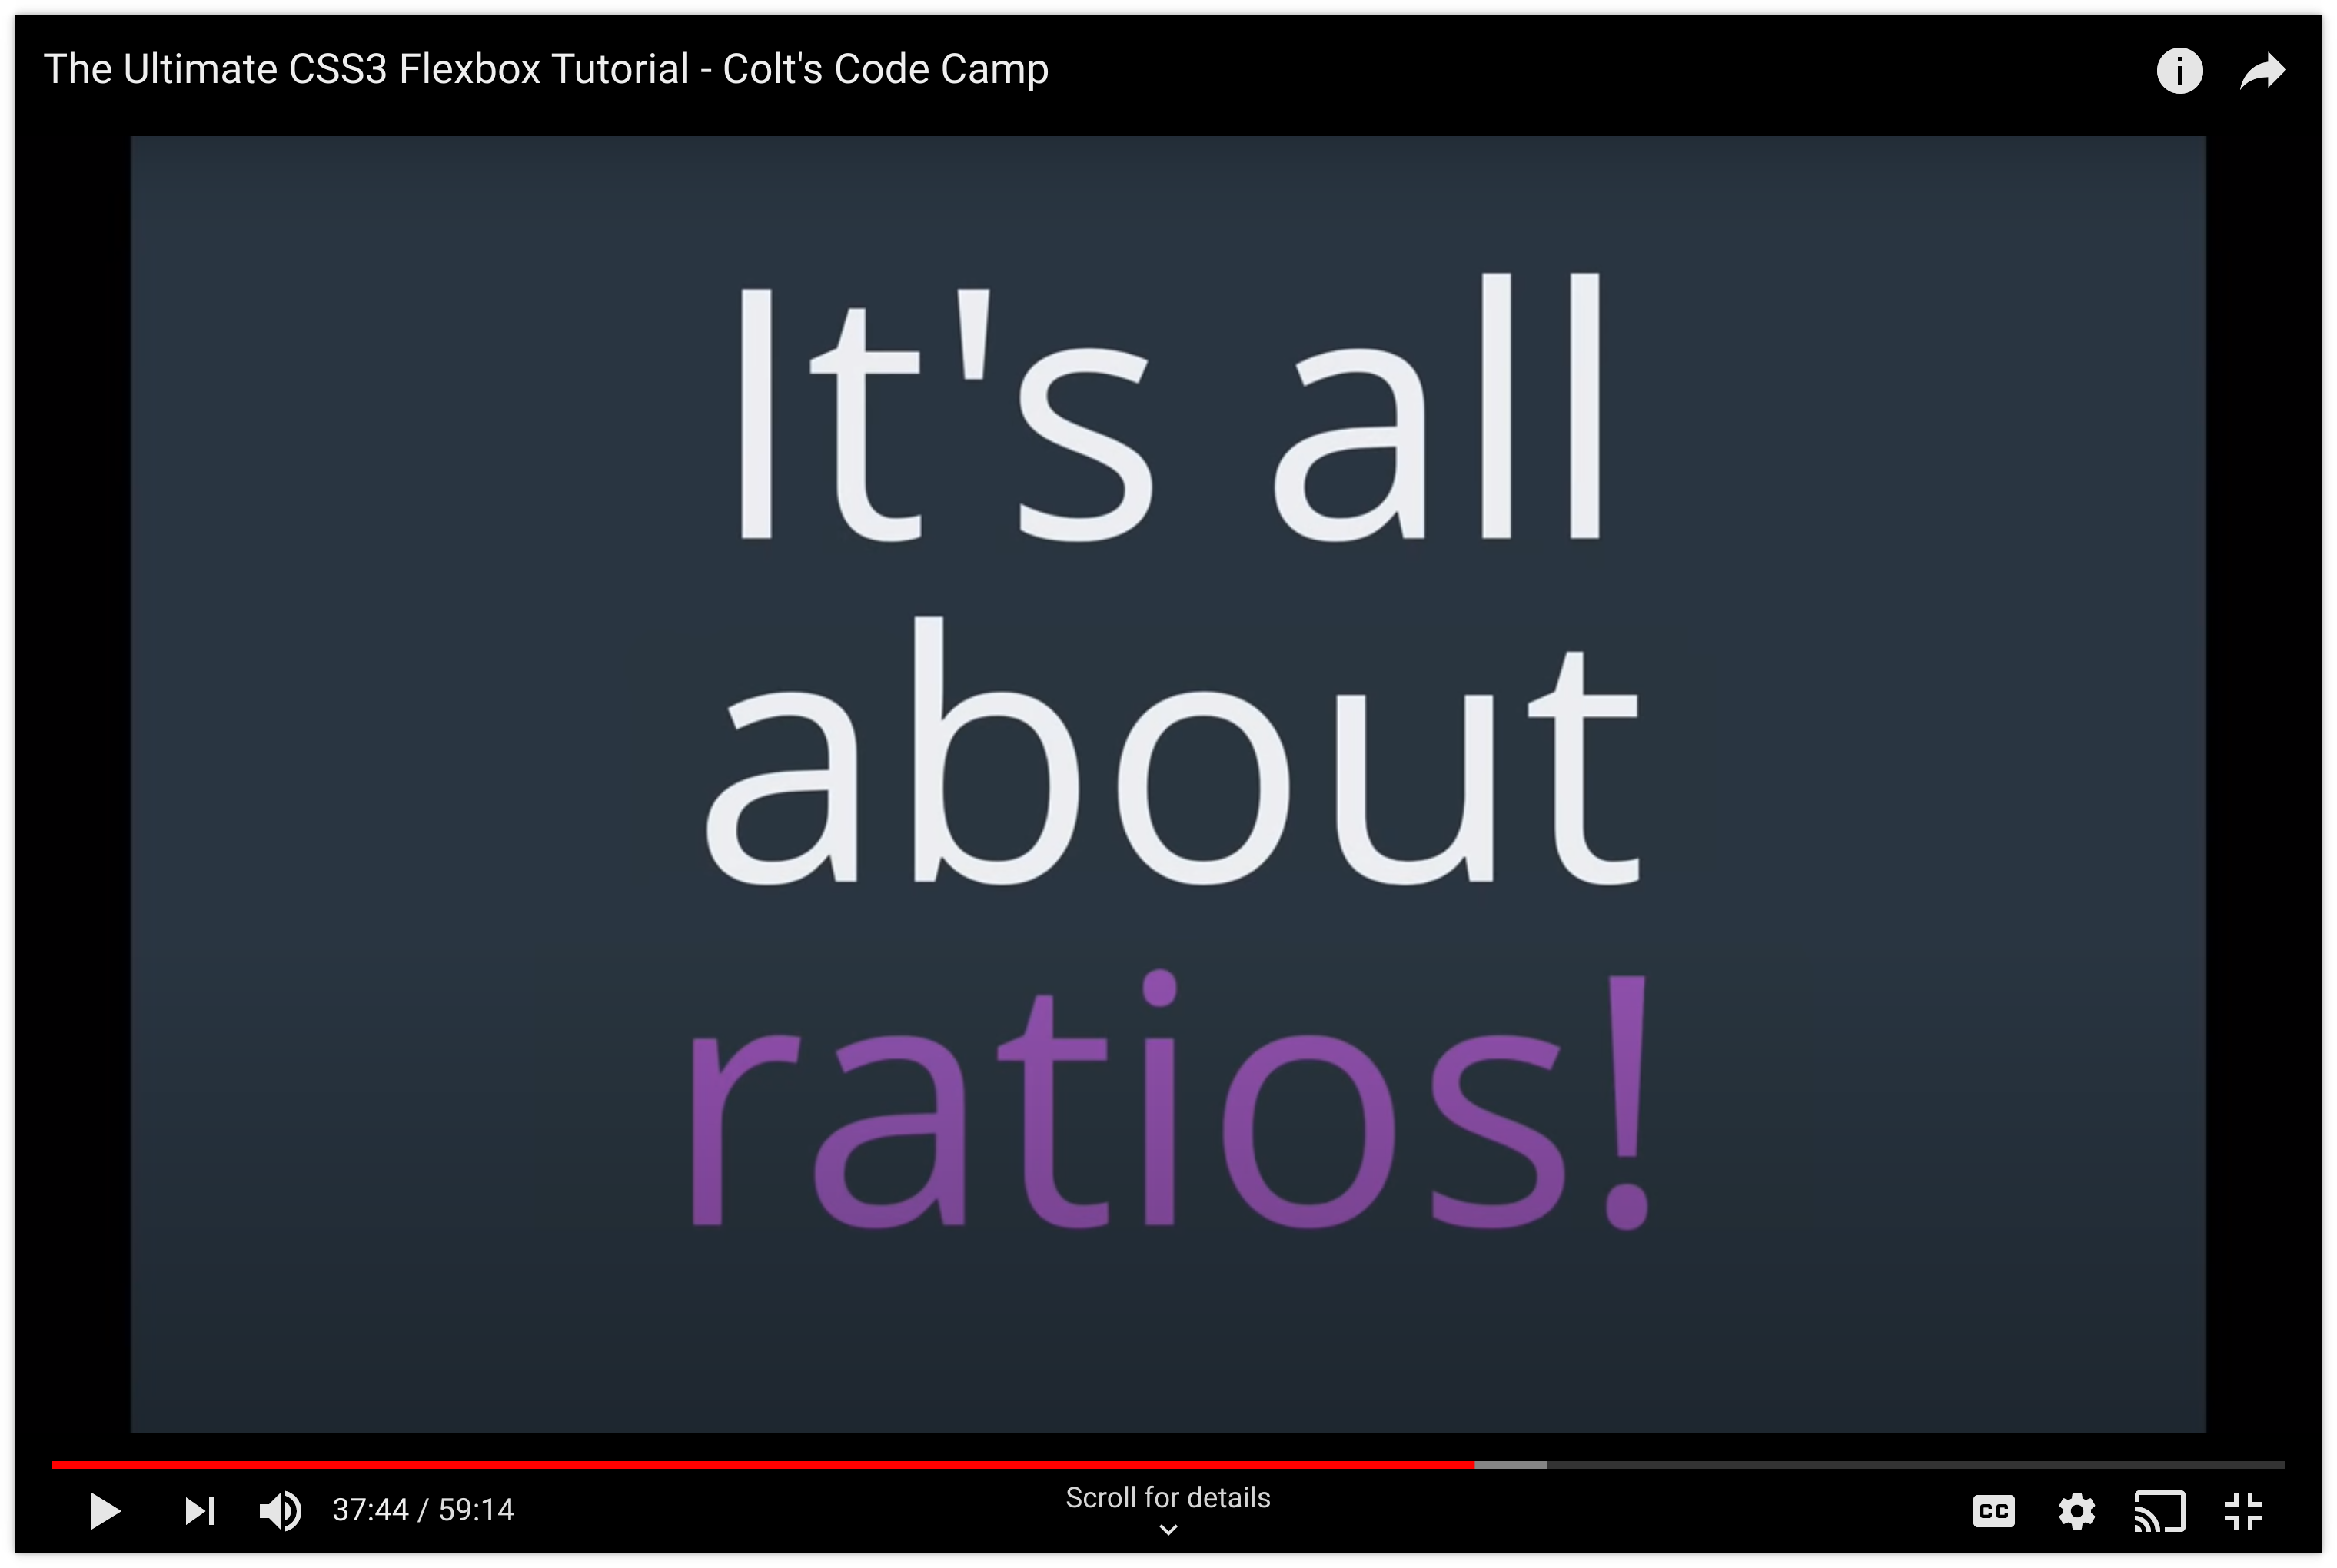 The Ultimate CSS3 Flexbox Tutorial - Colt's Code Camp
It's all
about
ratios!
37:44 / 59:14
Scroll for details
CC